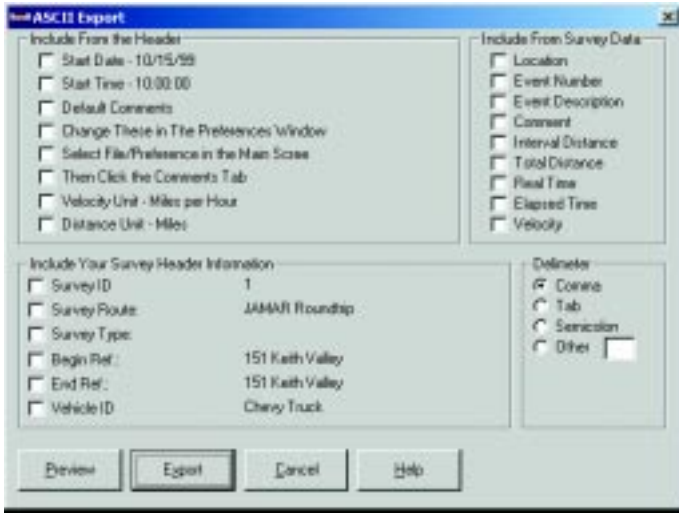 ASCII Export
Include From the Header
Start Date - 10/15/99
Start Time - 10:00:00
Default Comments
Change These in The Preferences Window
Select File/Preference in the Main Scree
Then Click the Comments Tab
Velocity Unit - Miles per Hour
Distance Unit - Miles
Include From Survey Data
Location
Event Number
Event Description
Comment
Interval Distance
Total Distance
Real Time
Elapsed Time
Velocity
Include Your Survey Header Information
Survey ID 1
Survey Route: JAMAR Roundtrip
Survey Type:
Begin Ref.: 151 Keith Valley
End Ref.: 151 Keith Valley
Vehicle ID Chevy Truck
Delimeter
Comma
Tab
Semicolon
Other
Preview Export Cancel Help